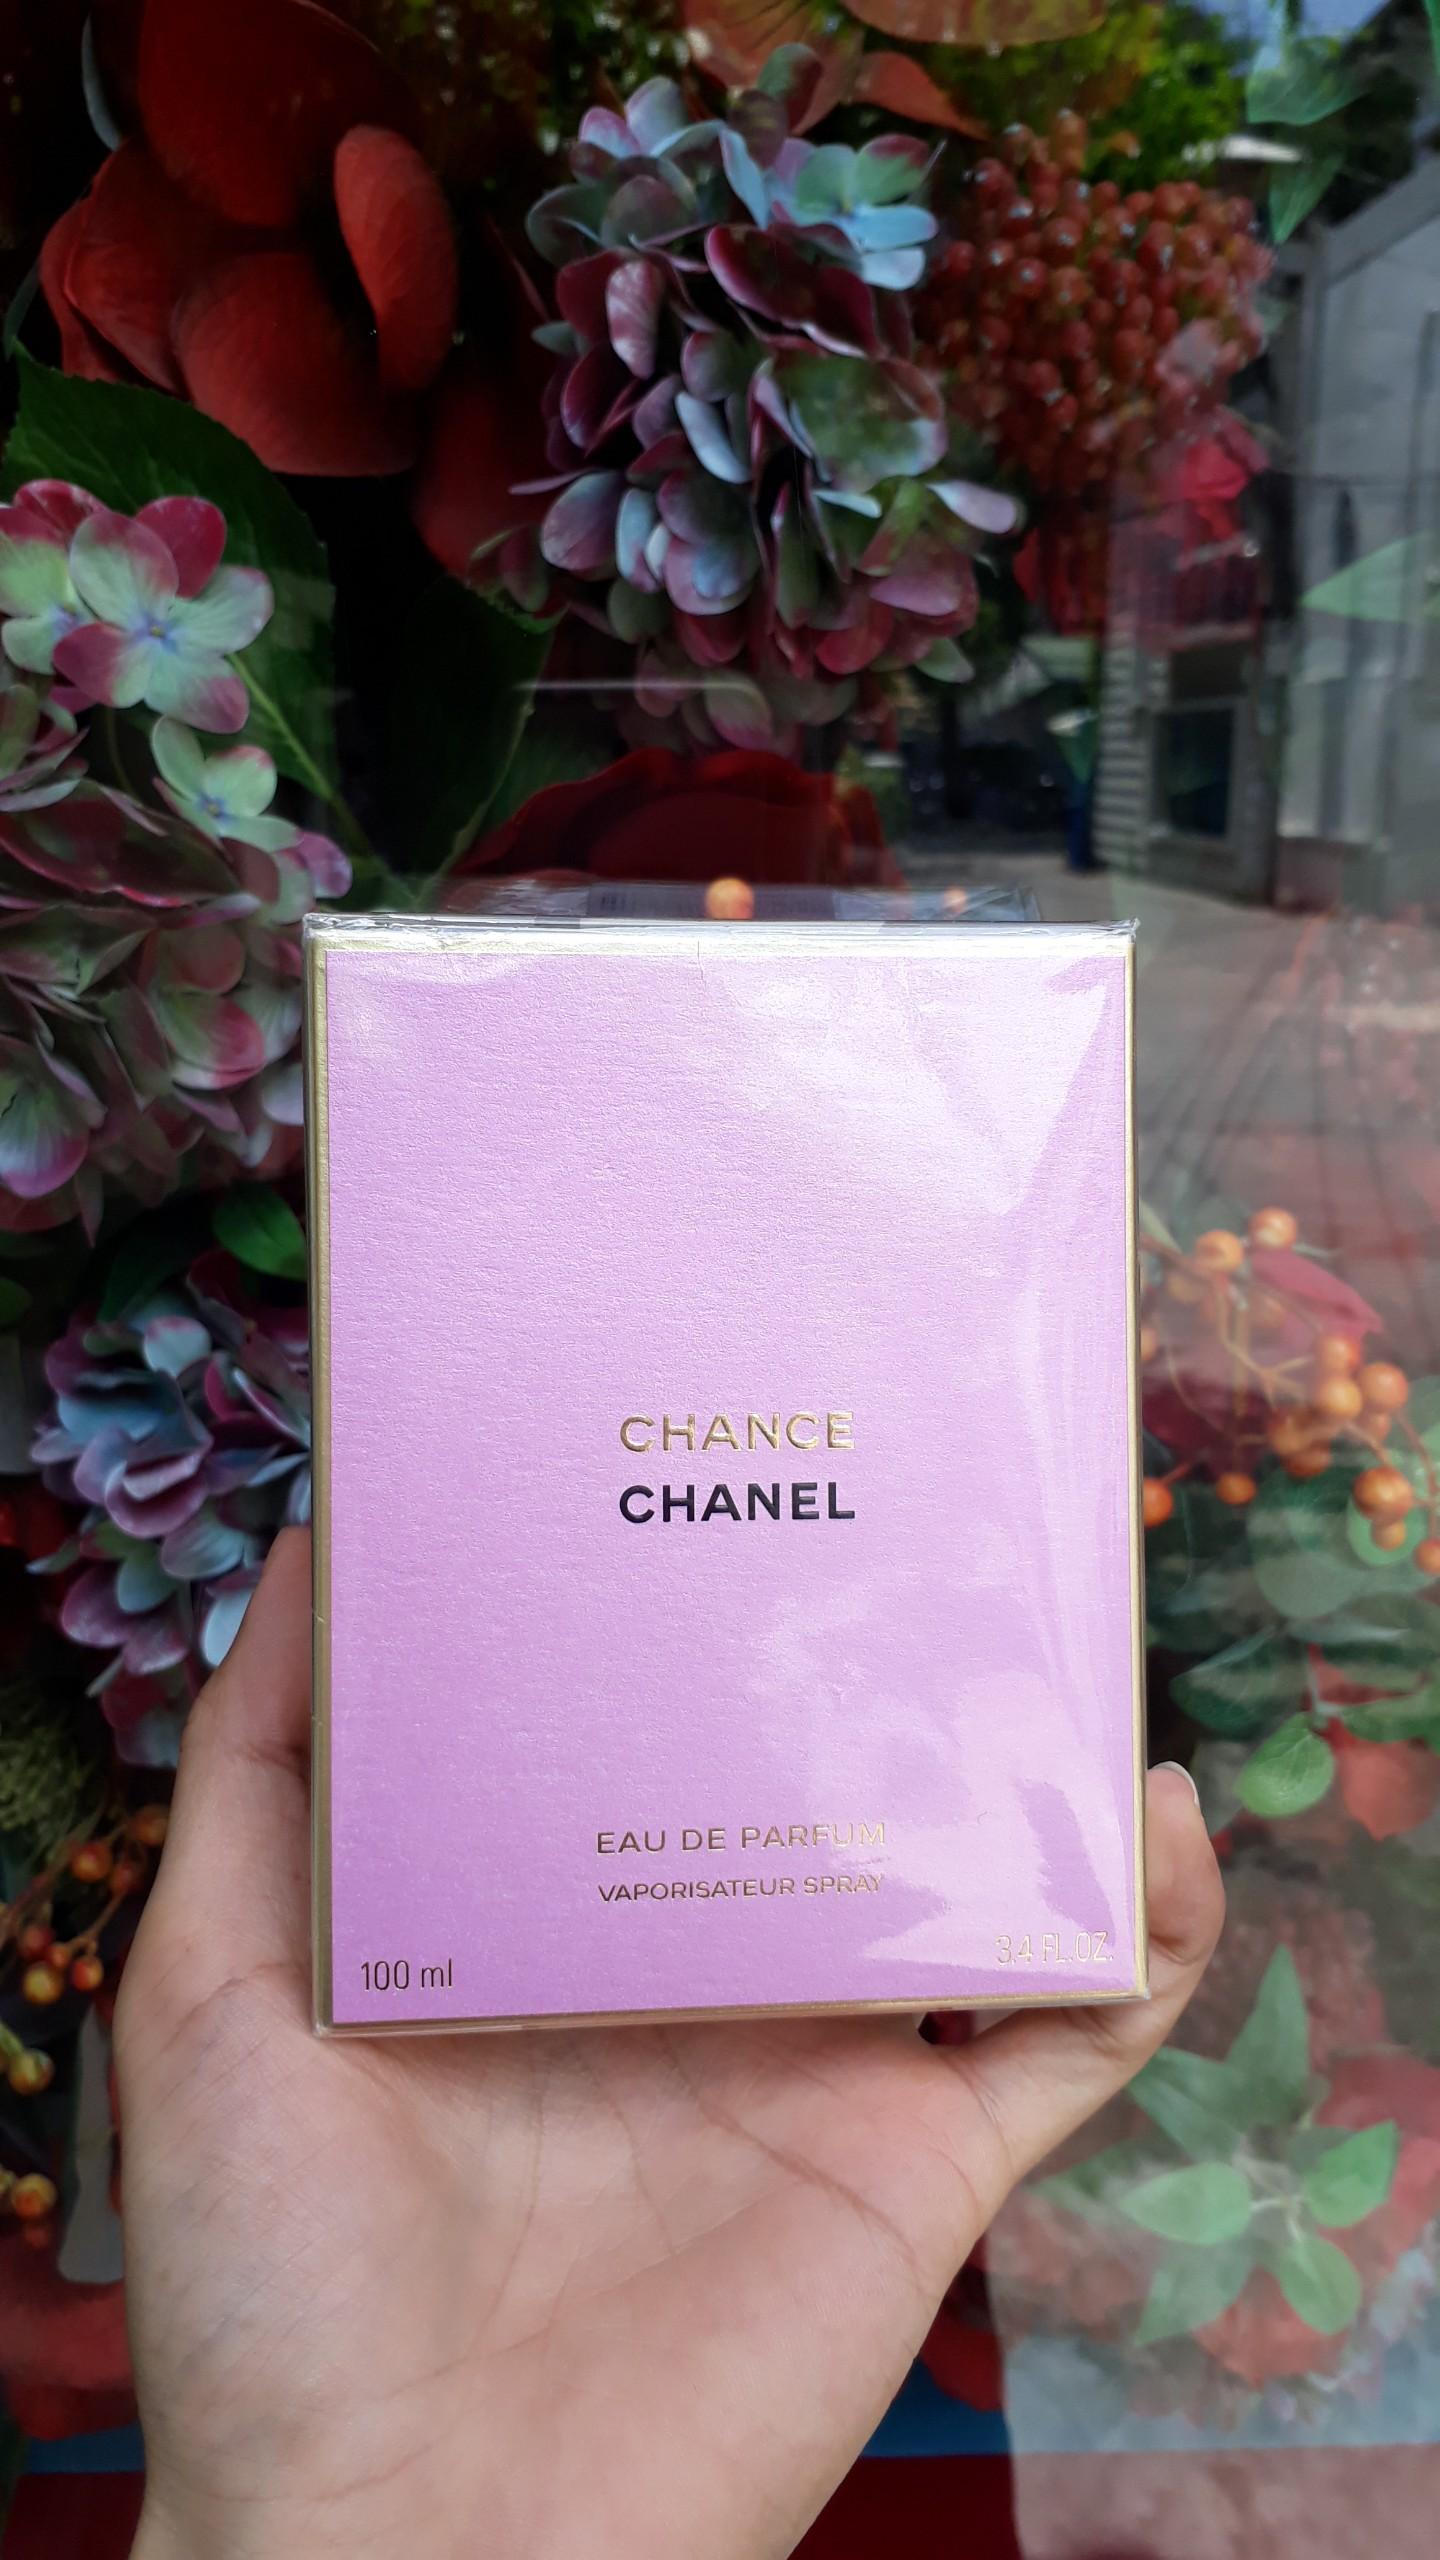 CHANCE
CHANEL
EAU DE PARFUM
VAPORISATEUR SPRAY
100 ml
3.4 FL.OZ.